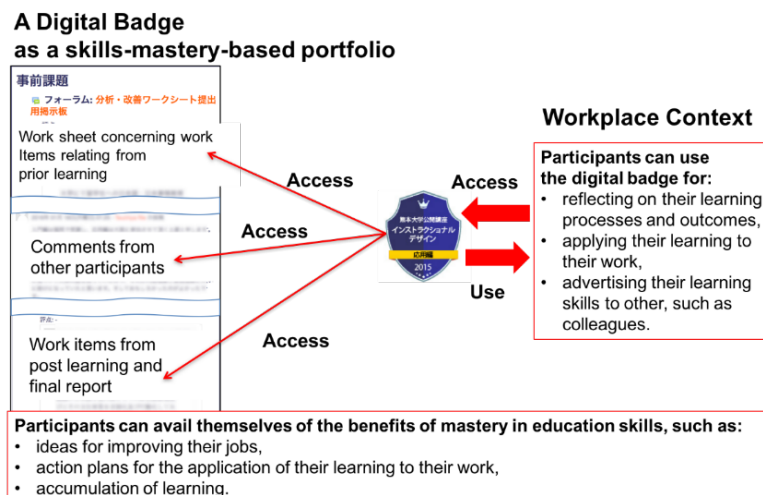 A Digital Badge
as a skills-mastery-based portfolio
事前課題
フォーラム: 分析・改善ワークシート提出
用掲示板
Work sheet concerning work
Items relating from
prior learning
Comments from
other participants
評点: -
Work items from
post learning and
final report
Access
Access
Access
熊本大学公開講座
インストラクショナル
デザイン
応用編
2015
Access
Use
Workplace Context
Participants can use
the digital badge for:
• reflecting on their learning
processes and outcomes,
• applying their learning to
their work,
• advertising their learning
skills to other, such as
colleagues.
Participants can avail themselves of the benefits of mastery in education skills, such as:
• ideas for improving their jobs,
• action plans for the application of their learning to their work,
• accumulation of learning.